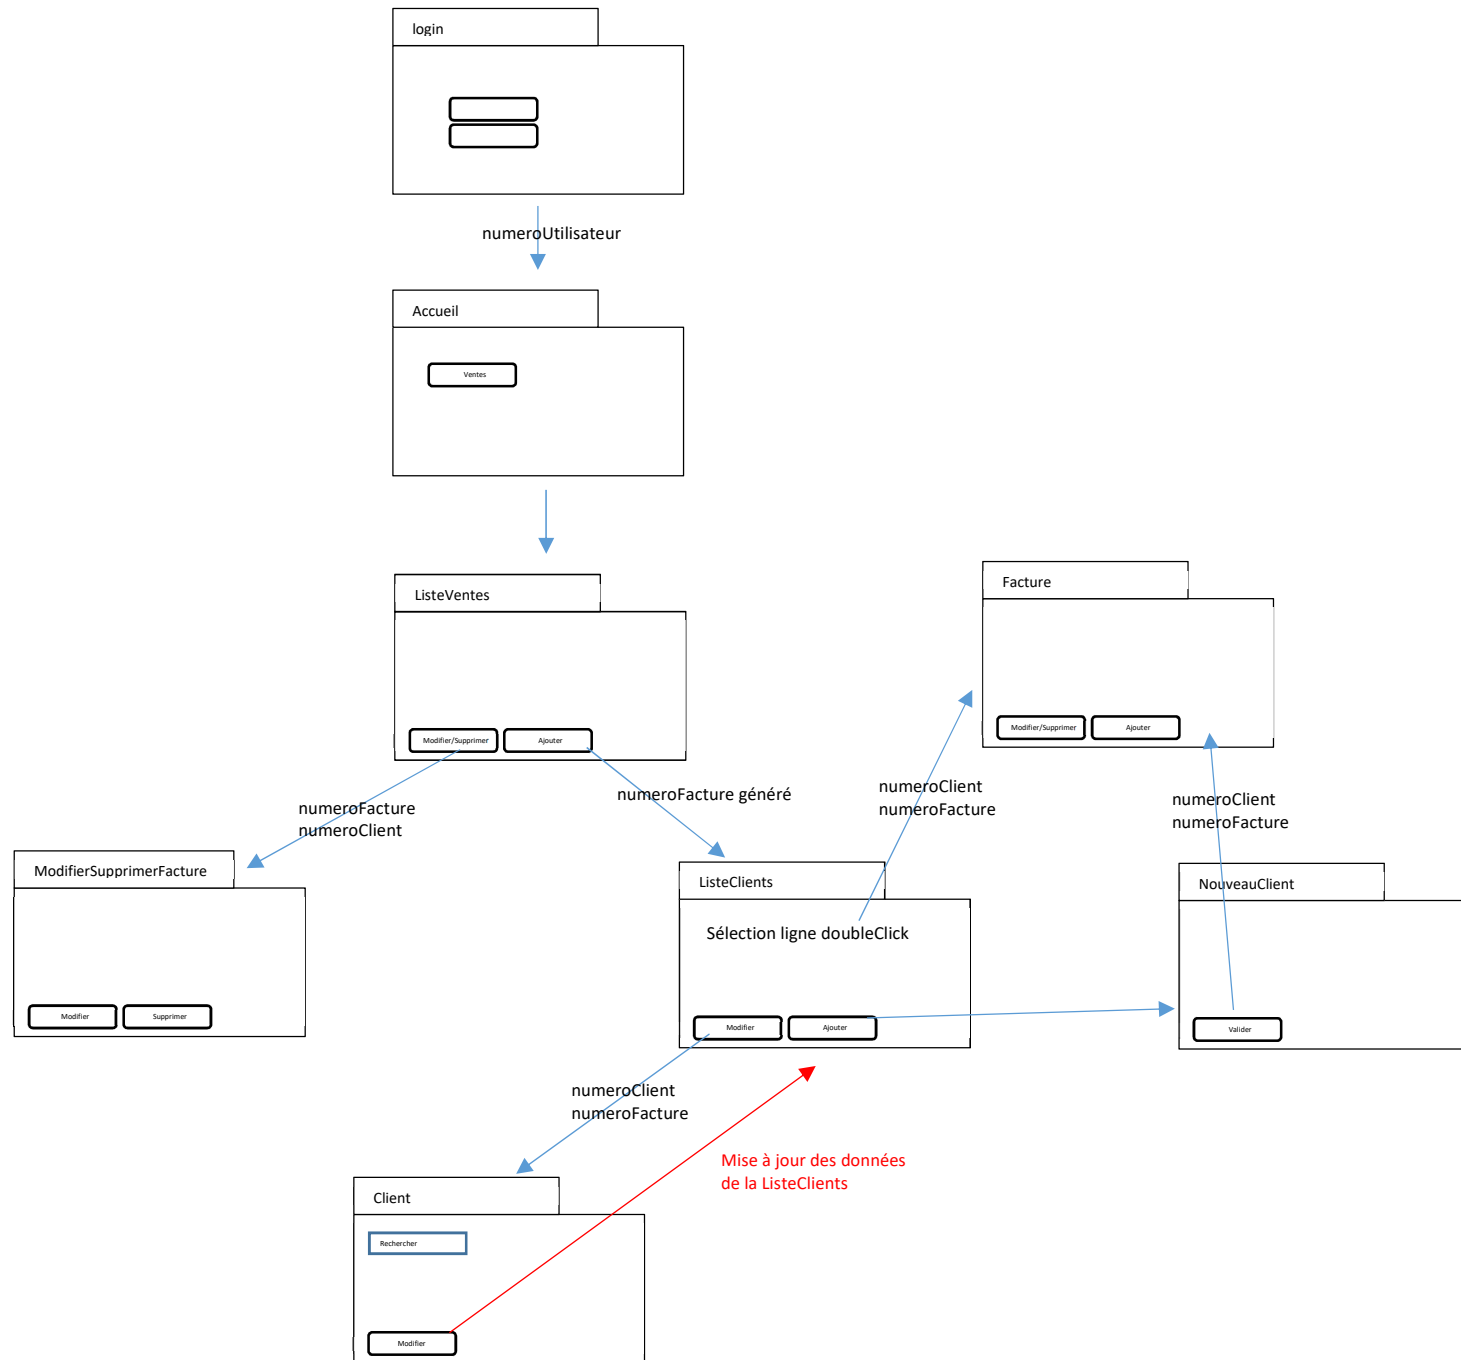 login
numeroUtilisateur
Accueil
Ventes
ListeVentes
Modifier/Supprimer
Ajouter
Facture
Modifier/Supprimer
Ajouter
numeroFacture
numeroClient
numeroFacture généré
numeroClient
numeroFacture
numeroClient
numeroFacture
ModifierSupprimerFacture
Modifier
Supprimer
ListeClients
Sélection ligne doubleClick
Modifier
Ajouter
NouveauClient
Valider
numeroClient
numeroFacture
Mise à jour des données
de la ListeClients
Client
Rechercher
Modifier